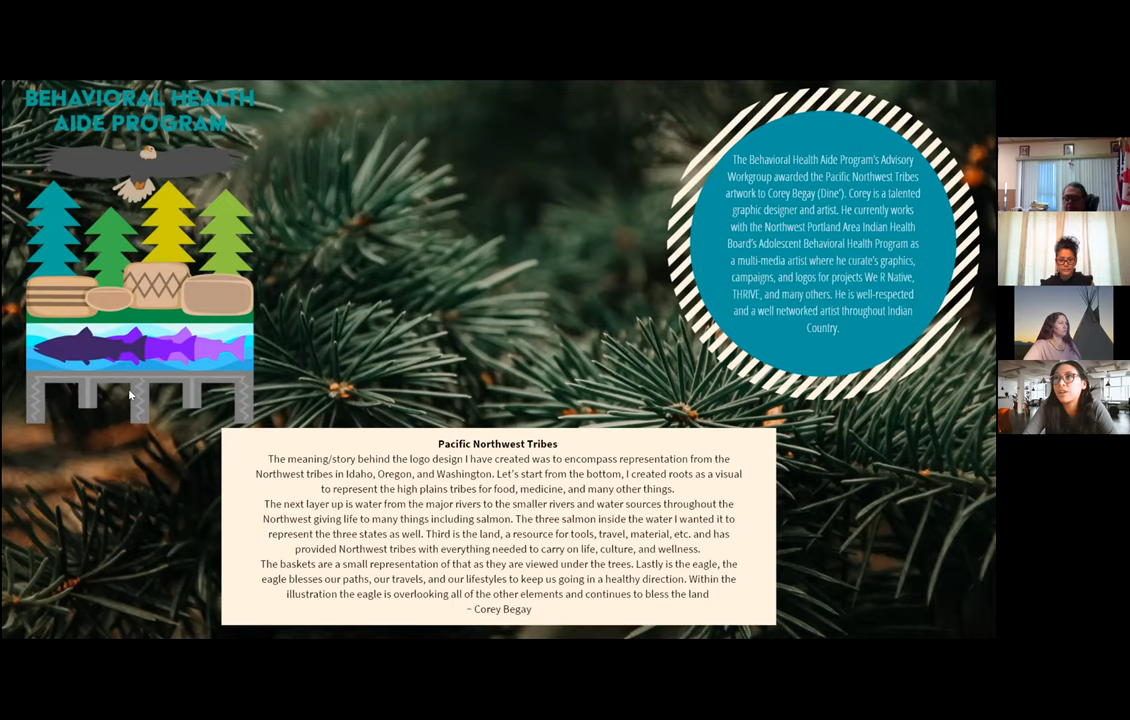 BEHAVIORAL HEALTH
AIDE PROGRAM
The Behavioral Health Aide Program's Advisory
Workgroup awarded the Pacific Northwest Tribes
artwork to Corey Begay (Dine'). Corey is a talented
graphic designer and artist. He currently works
with the Northwest Portland Area Indian Health
Board's Adolescent Behavioral Health Program as
a multi-media artist where he curate's graphics,
campaigns, and logos for projects We R Native,
THRIVE, and many others. He is well-respected
and a well networked artist throughout Indian
Country.
Pacific Northwest Tribes
The meaning/story behind the logo design I have created was to encompass representation from the
Northwest tribes in Idaho, Oregon, and Washington. Let's start from the bottom, I created roots as a visual
to represent the high plains tribes for food, medicine, and many other things.
The next layer up is water from the major rivers to the smaller rivers and water sources throughout the
Northwest giving life to many things including salmon. The three salmon inside the water I wanted it to
represent the three states as well. Third is the land, a resource for tools, travel, material, etc. and has
provided Northwest tribes with everything needed to carry on life, culture, and wellness.
The baskets are a small representation of that as they are viewed under the trees. Lastly is the eagle, the
eagle blesses our paths, our travels, and our lifestyles to keep us going in a healthy direction. Within the
illustration the eagle is overlooking all of the other elements and continues to bless the land
~ Corey Begay